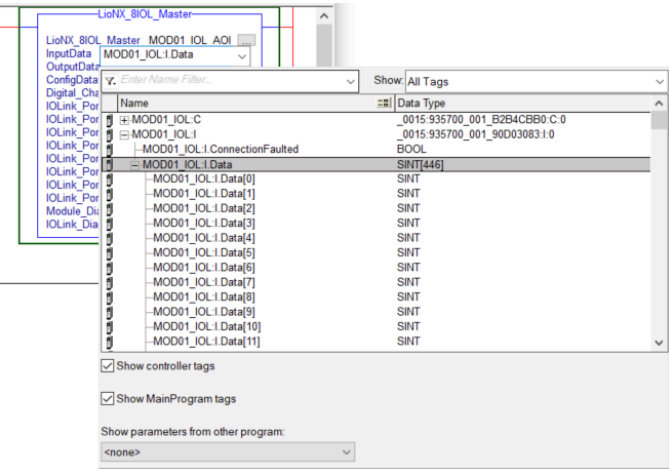 LioNX_8IOL_Master
LioNX_8IOL_Master MOD01_IOL_AOI ...
InputData MOD01_IOL:I.Data
OutputData
ConfigData
Digital_Cha
IOLink_Por
IOLink_Por
IOLink_Por
IOLink_Por
IOLink_Por
IOLink_Por
IOLink_Por
IOLink_Por
Module_Dia
IOLink_Dia
Enter Name Filter... Show: All Tags
Name Data Type
MOD01_IOL:C _0015:935700_001_B2B4CBB0:C:0
MOD01_IOL:I _0015:935700_001_90D03083:I:0
MOD01_IOL:I.ConnectionFaulted BOOL
MOD01_IOL:I.Data SINT[446]
MOD01_IOL:I.Data[0] SINT
MOD01_IOL:I.Data[1] SINT
MOD01_IOL:I.Data[2] SINT
MOD01_IOL:I.Data[3] SINT
MOD01_IOL:I.Data[4] SINT
MOD01_IOL:I.Data[5] SINT
MOD01_IOL:I.Data[6] SINT
MOD01_IOL:I.Data[7] SINT
MOD01_IOL:I.Data[8] SINT
MOD01_IOL:I.Data[9] SINT
MOD01_IOL:I.Data[10] SINT
MOD01_IOL:I.Data[11] SINT
Show controller tags
Show MainProgram tags
Show parameters from other program:
<none>